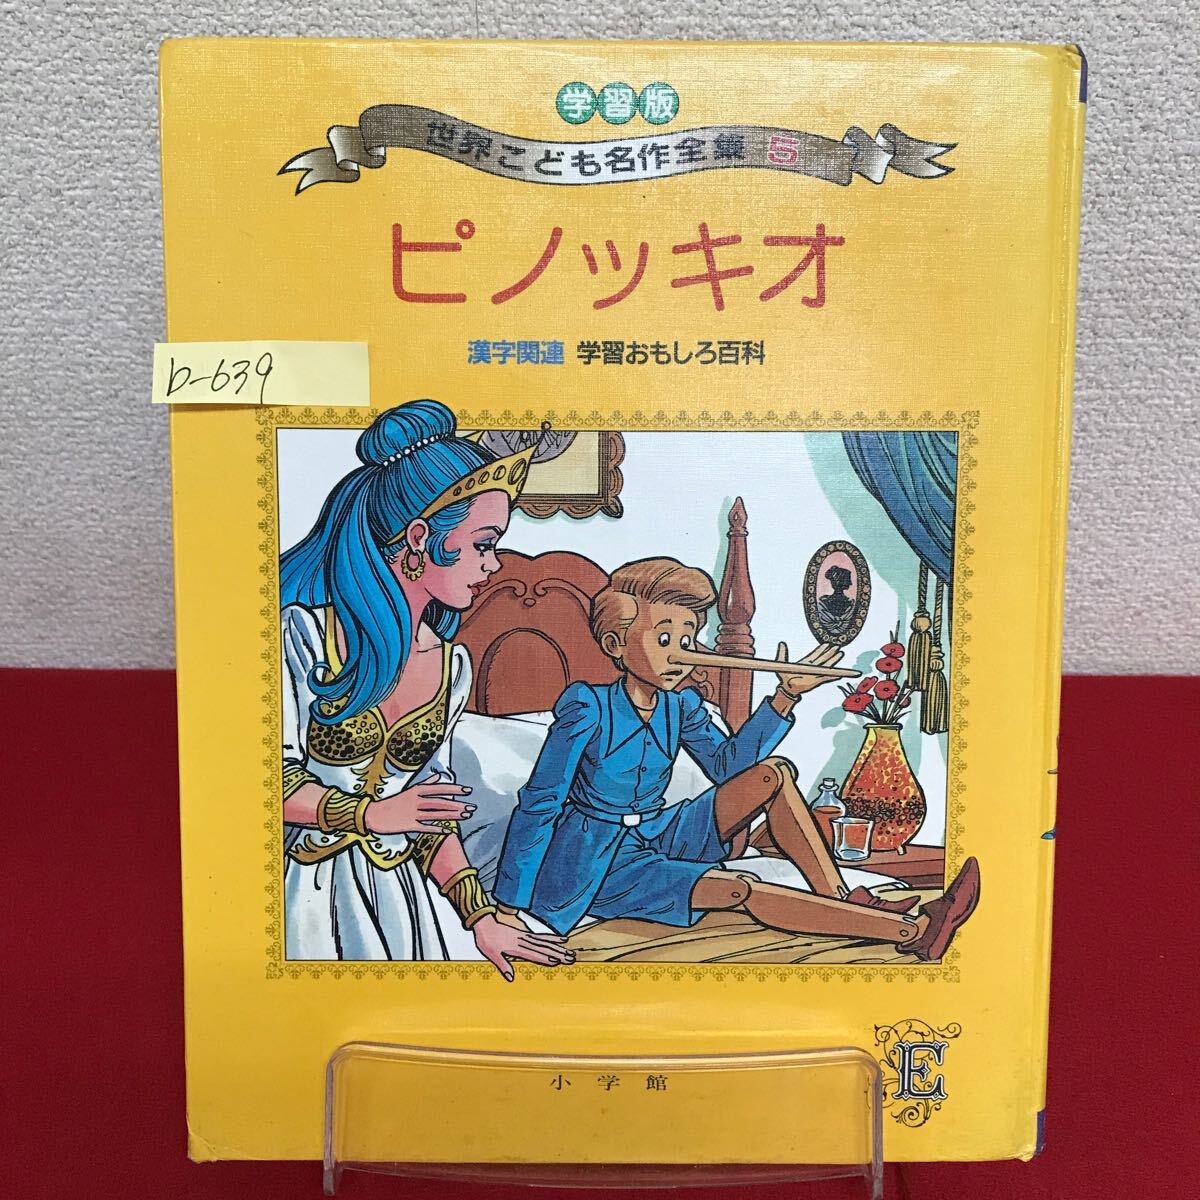 学習版
世界こども名作全集 5
ピノッキオ
漢字関連 学習おもしろ百科
b-639
小学館
E